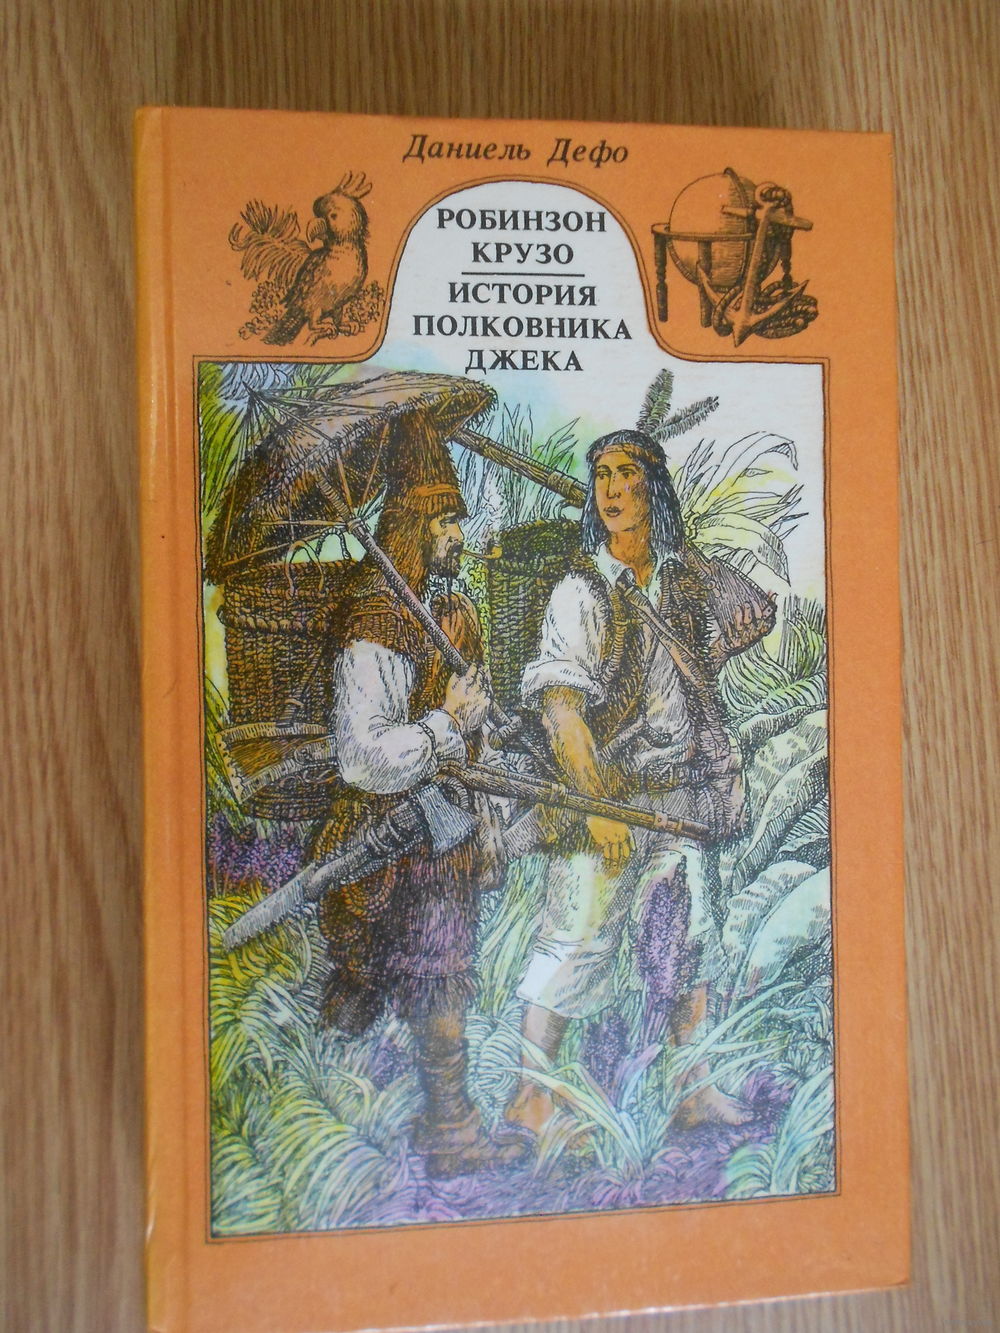 Даниель Дефо
РОБИНЗОН
КРУЗО
ИСТОРИЯ
ПОЛКОВНИКА
ДЖЕКА